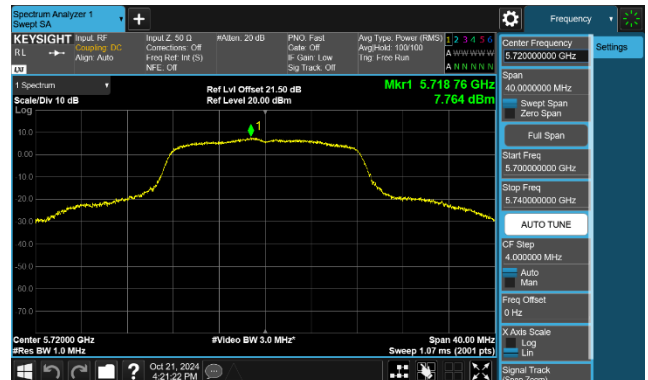 Spectrum Analyzer 1
Swept SA
+
Frequency
KEYSIGHT
RL
LXI
Input: RF
Coupling: DC
Align: Auto
Input Z: 50 Ω
Corrections: Off
Freq Ref: Int (S)
NFE: Off
#Atten: 20 dB
PNO: Fast
Gate: Off
IF Gain: Low
Sig Track: Off
Avg Type: Power (RMS)
Avg|Hold: 100/100
Trig: Free Run
1 2 3 4 5 6
A W W W W W
A N N N N N
Center Frequency
5.720000000 GHz
Settings
Span
40.0000000 MHz
Swept Span
Zero Span
Full Span
Start Freq
5.700000000 GHz
Stop Freq
5.740000000 GHz
AUTO TUNE
CF Step
4.000000 MHz
Auto
Man
Freq Offset
0 Hz
X Axis Scale
Log
Lin
Signal Track
(Span Zoom)
1 Spectrum
Scale/Div 10 dB
Log
Ref Lvl Offset 21.50 dB
Ref Level 20.00 dBm
Mkr1 5.718 76 GHz
7.764 dBm
1
10.0
0.00
-10.0
-20.0
-30.0
-40.0
-50.0
-60.0
-70.0
Center 5.72000 GHz
#Res BW 1.0 MHz
#Video BW 3.0 MHz*
Span 40.00 MHz
Sweep 1.07 ms (2001 pts)
?
Oct 21, 2024
4:21:22 PM